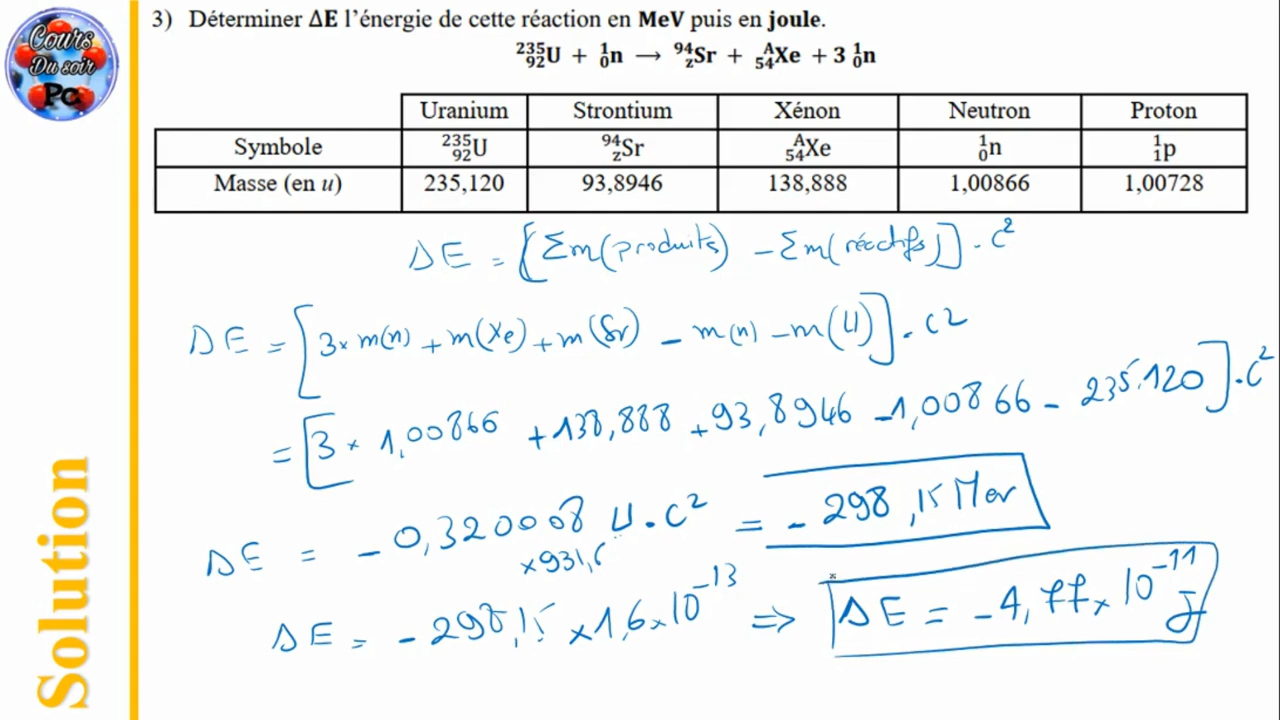 Cours
Du soir
PC
3) Déterminer ΔE l’énergie de cette réaction en MeV puis en joule.
²³⁵₉₂U + ¹₀n → ⁹⁴_zSr + ᴬ₅₄Xe + 3 ¹₀n
Uranium Strontium Xénon Neutron Proton
Symbole ²³⁵₉₂U ⁹⁴_zSr ᴬ₅₄Xe ¹₀n ¹₁p
Masse (en u) 235,120 93,8946 138,888 1,00866 1,00728
ΔE = [Σm(produits) - Σm(réactifs)] . C²
ΔE = [3 × m(n) + m(Xe) + m(Sr) - m(n) - m(U)] . C²
= [3 × 1,00866 + 138,888 + 93,8946 - 1,00866 - 235,120] . C²
ΔE = - 0,320008 U . C² = - 298,15 Mev
×931,6
ΔE = - 298,15 × 1,6 × 10⁻¹³ ⇒ ΔE = - 4,77 × 10⁻¹¹ J
Solution